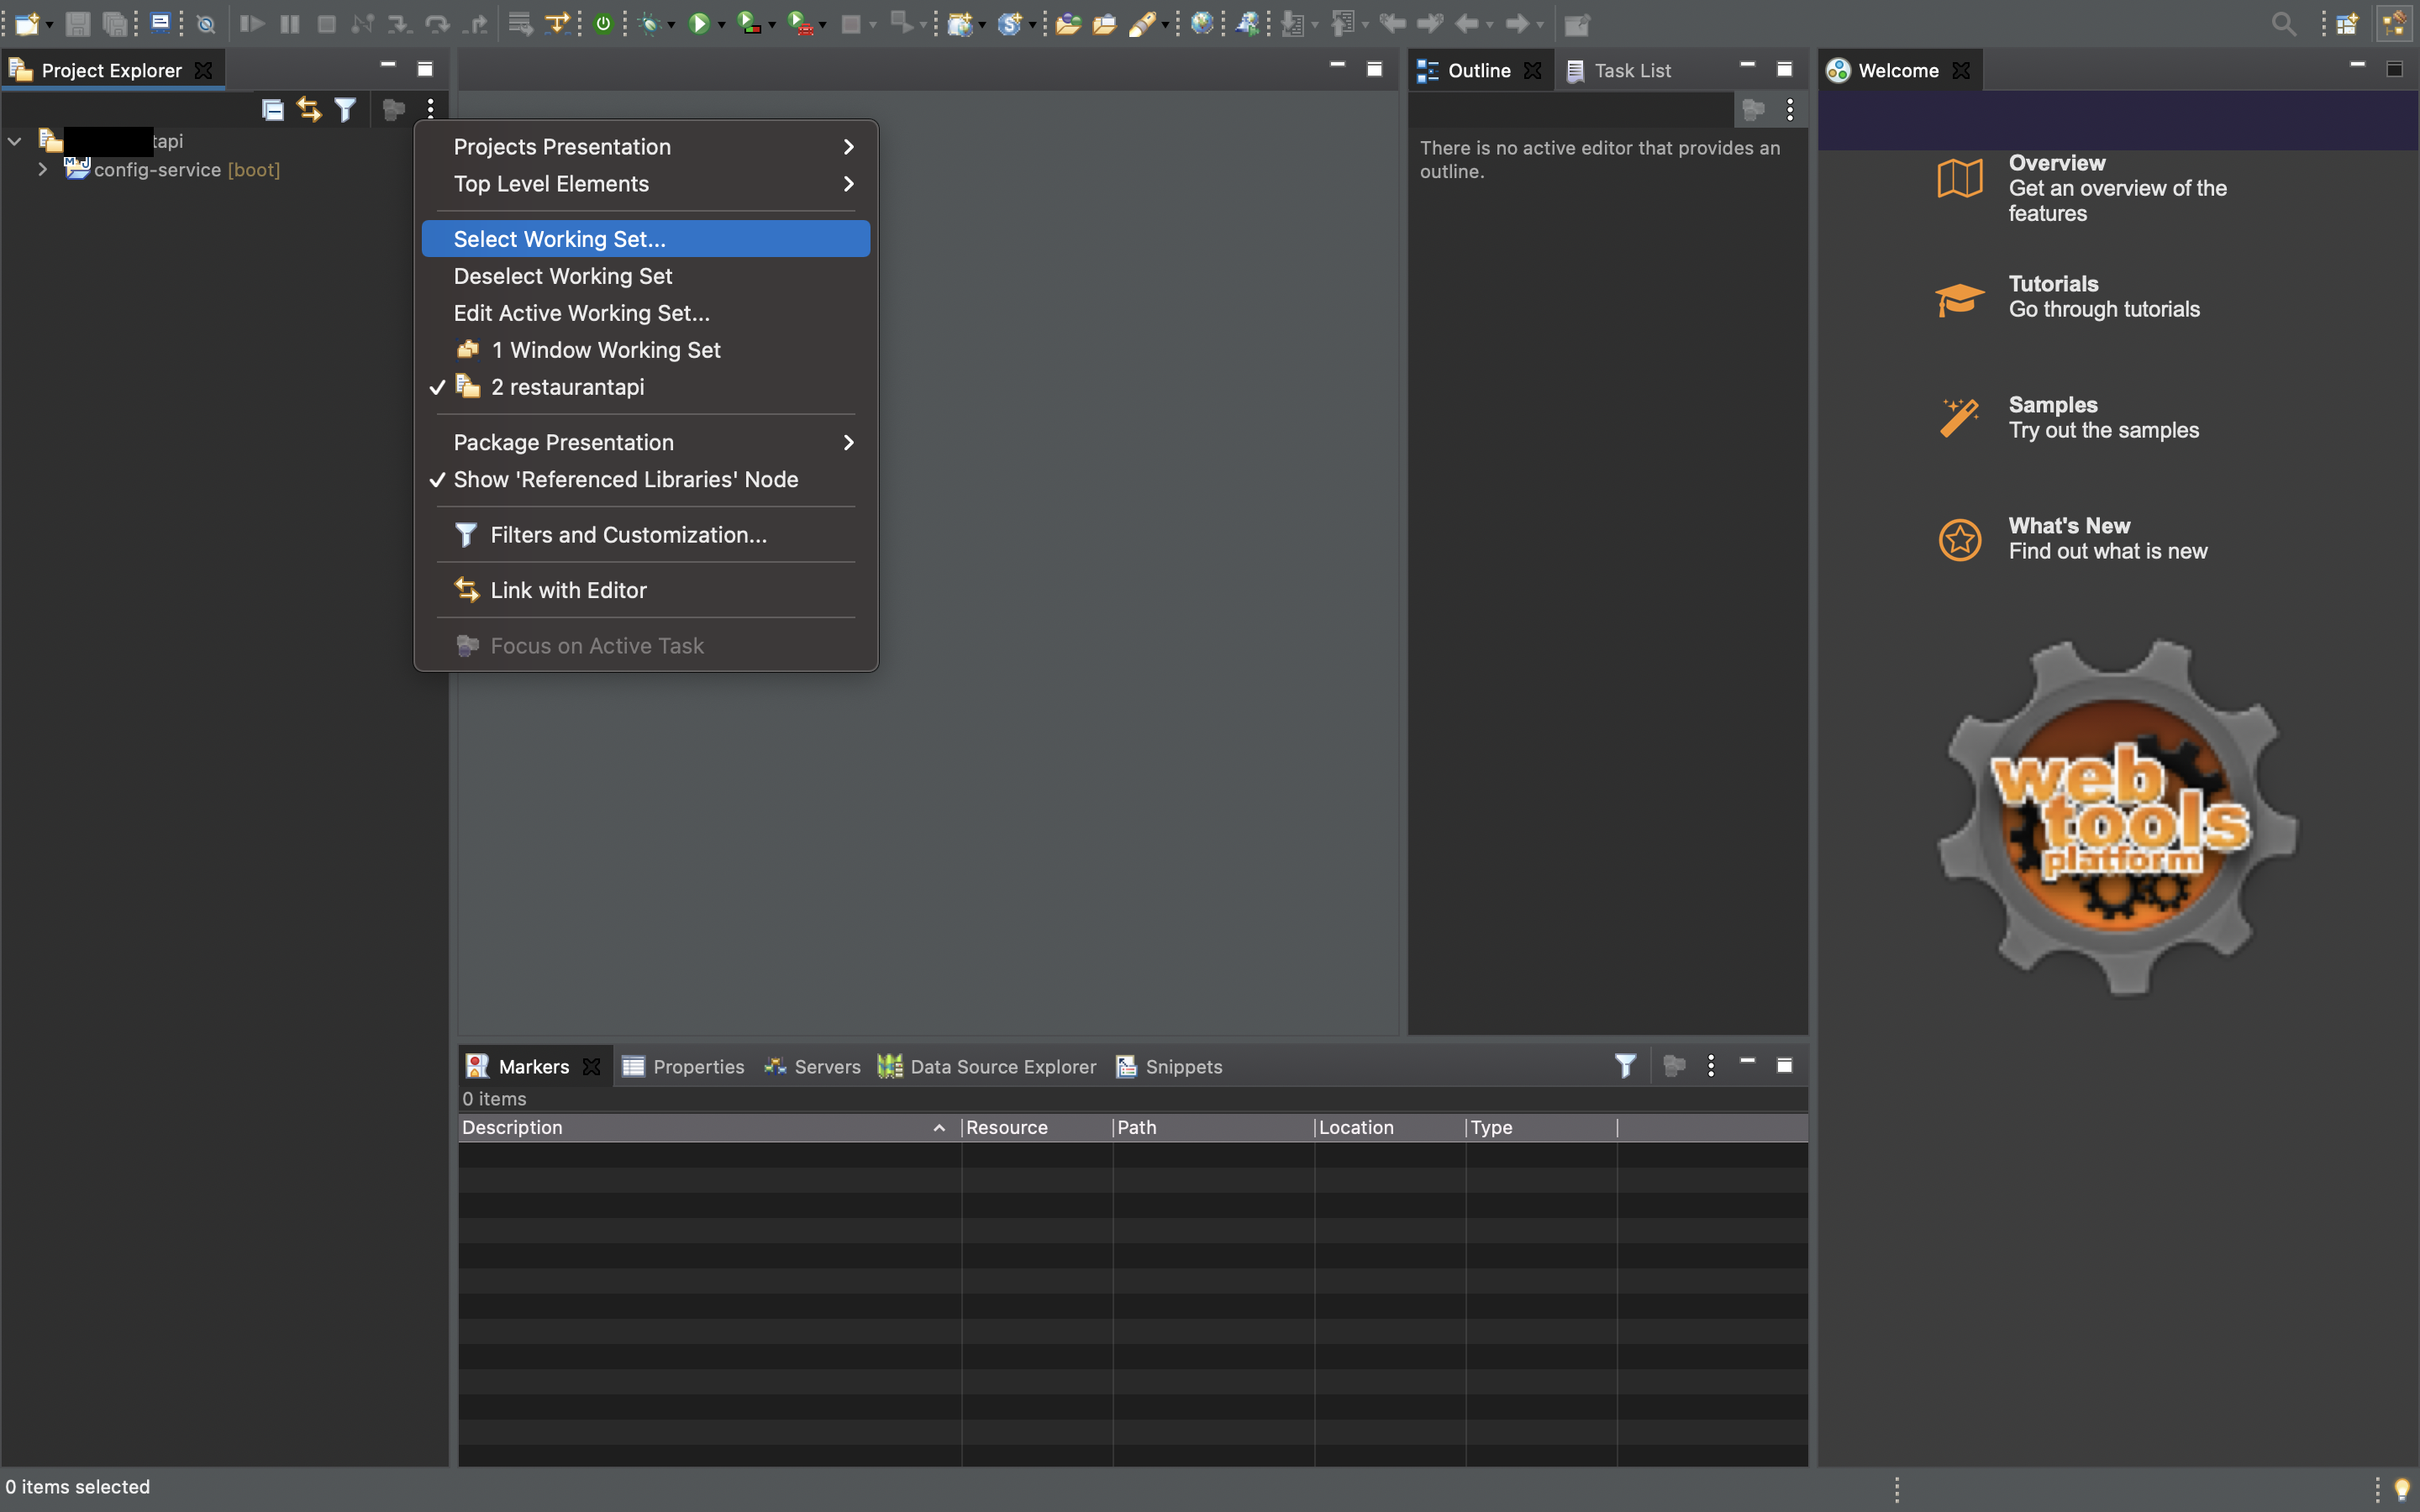 Project Explorer
tapi
config-service [boot]
Projects Presentation
Top Level Elements
Select Working Set...
Deselect Working Set
Edit Active Working Set...
1 Window Working Set
2 restaurantapi
Package Presentation
Show 'Referenced Libraries' Node
Filters and Customization...
Link with Editor
Focus on Active Task
Outline
Task List
There is no active editor that provides an
outline.
Welcome
Overview
Get an overview of the
features
Tutorials
Go through tutorials
Samples
Try out the samples
What's New
Find out what is new
web
tools
platform
Markers
Properties
Servers
Data Source Explorer
Snippets
0 items
Description
Resource
Path
Location
Type
0 items selected